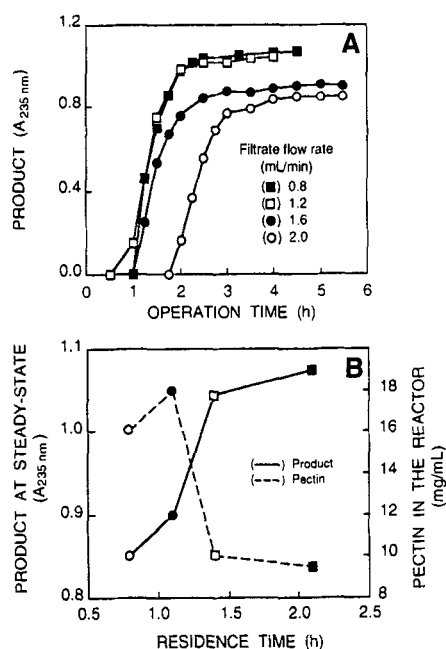 A
PRODUCT (A235 nm)
1.2
0.8
0.4
0.0
Filtrate flow rate
(mL/min)
(■) 0.8
(□) 1.2
(●) 1.6
(○) 2.0
0 1 2 3 4 5 6
OPERATION TIME (h)
B
PRODUCT AT STEADY-STATE
(A235 nm)
1.1
1.0
0.9
0.8
(—) Product
(---) Pectin
18
16
14
12
10
8
PECTIN IN THE REACTOR
(mg/mL)
0.5 1.0 1.5 2.0 2.5
RESIDENCE TIME (h)